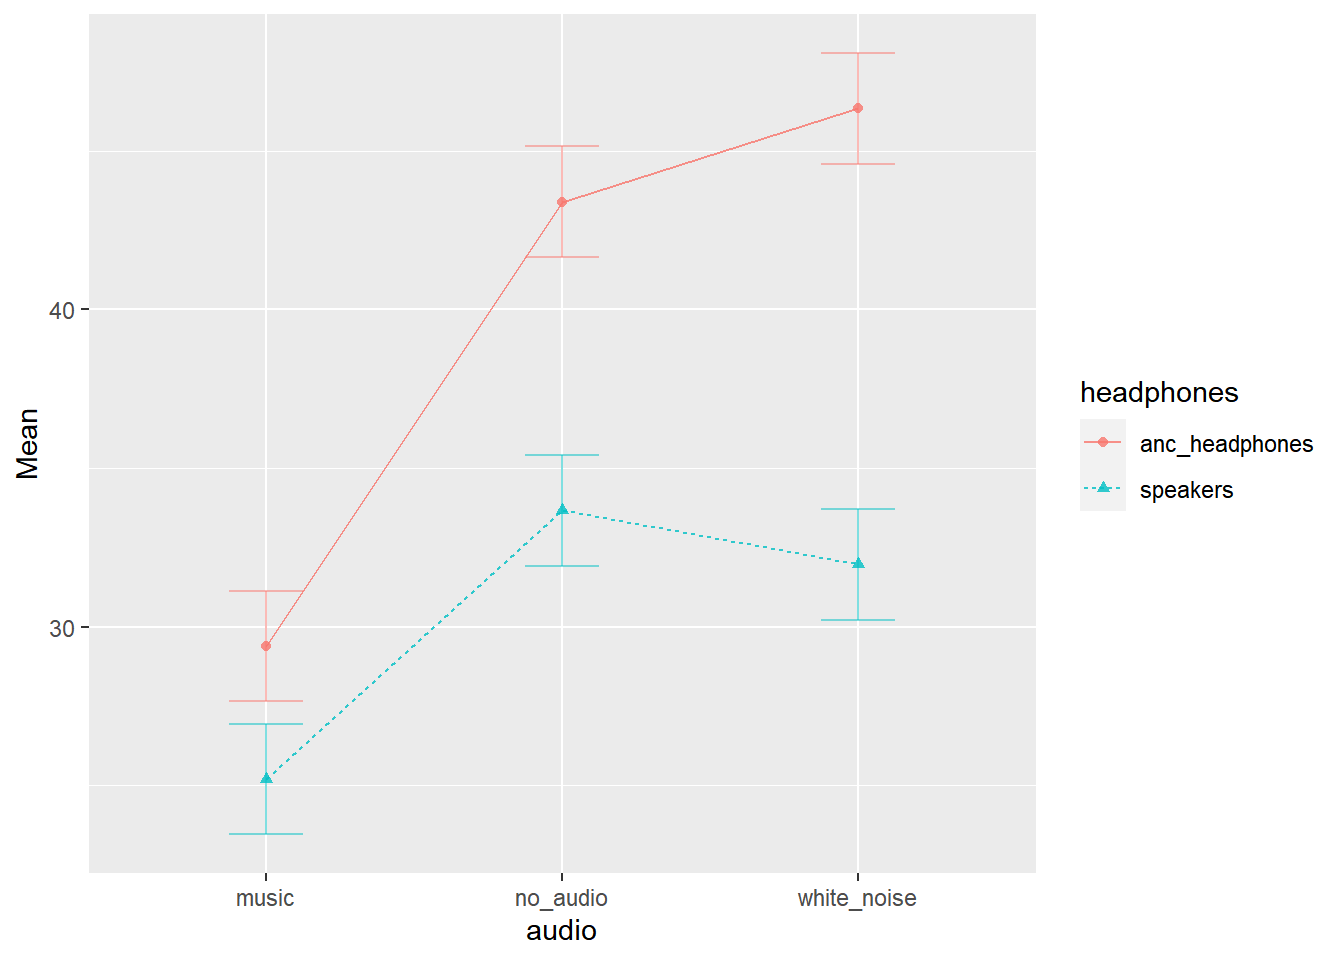 Mean
40
30
music
no_audio
white_noise
audio
headphones
anc_headphones
speakers